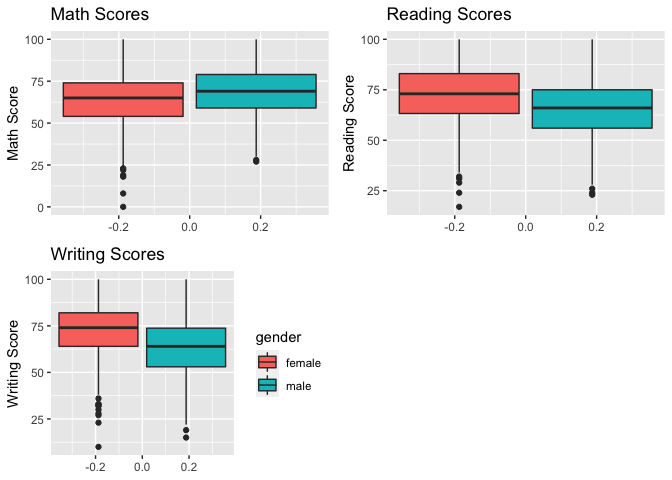 Math Scores
Math Score
100
75
50
25
0
-0.2 0.0 0.2
Reading Scores
Reading Score
100
75
50
25
-0.2 0.0 0.2
Writing Scores
Writing Score
100
75
50
25
-0.2 0.0 0.2
gender
female
male